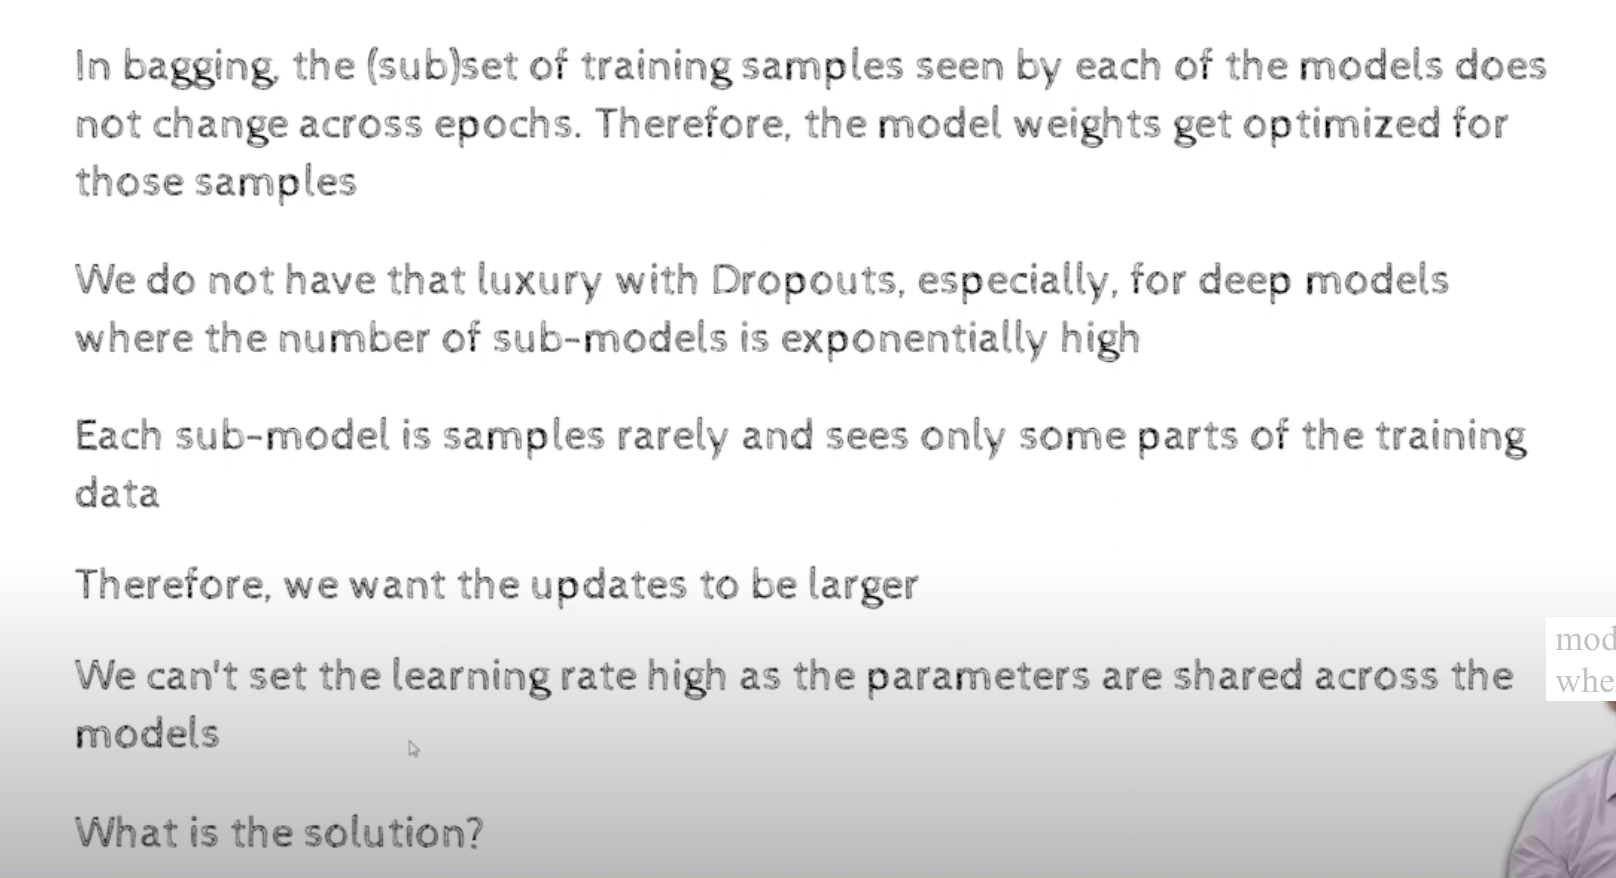 In bagging, the (sub)set of training samples seen by each of the models does
not change across epochs. Therefore, the model weights get optimized for
those samples
We do not have that luxury with Dropouts, especially, for deep models
where the number of sub-models is exponentially high
Each sub-model is samples rarely and sees only some parts of the training
data
Therefore, we want the updates to be larger
We can't set the learning rate high as the parameters are shared across the
models
What is the solution?
mod
whe